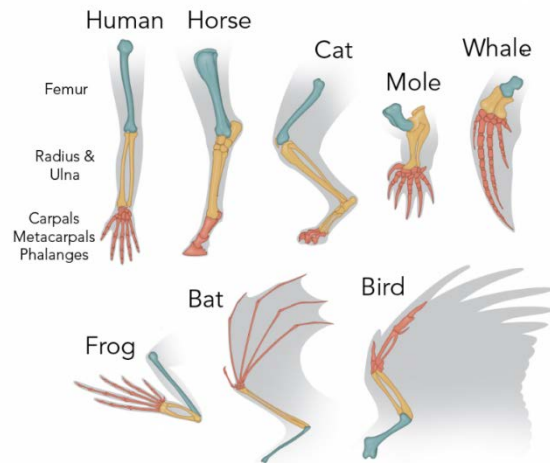 Human
Horse
Cat
Mole
Whale
Femur
Radius &
Ulna
Carpals
Metacarpals
Phalanges
Frog
Bat
Bird